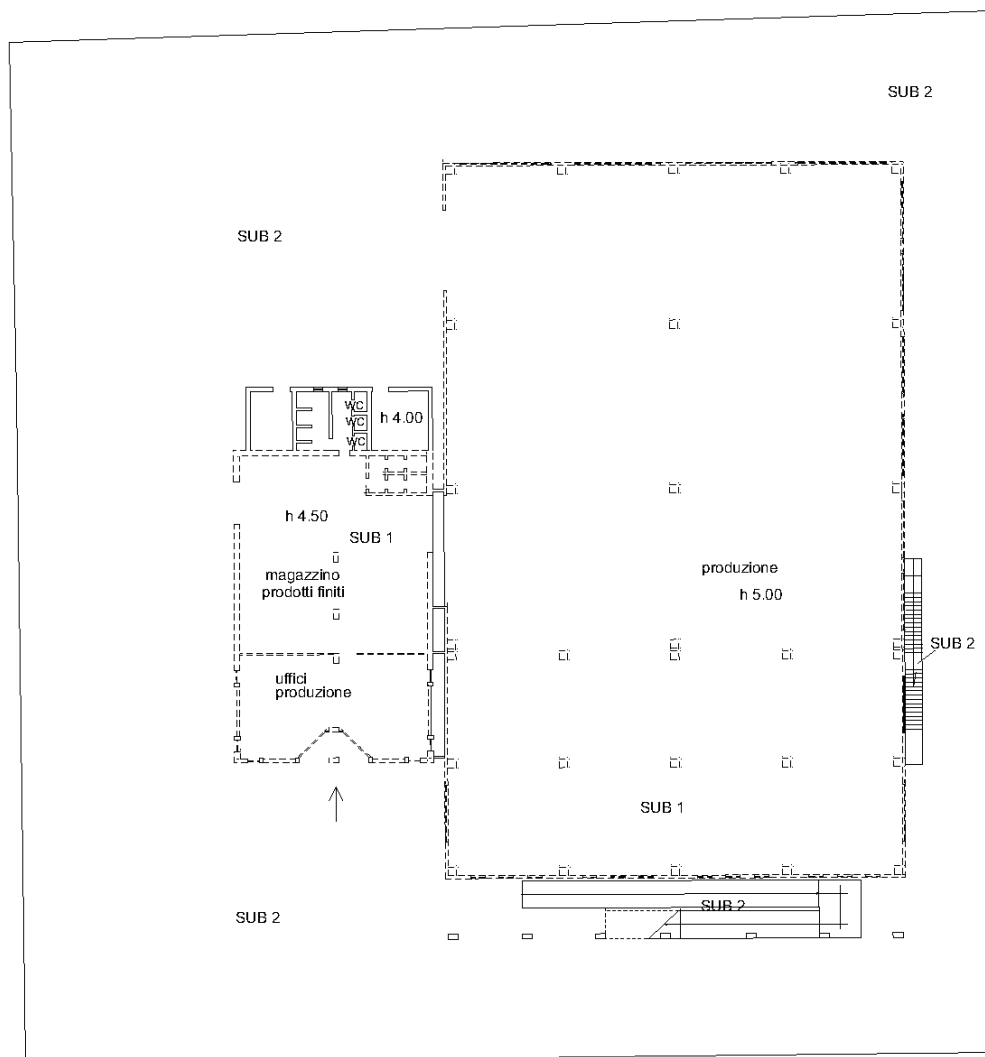 SUB 2
SUB 2
WC
WC
WC
h 4.00
h 4.50
SUB 1
magazzino
prodotti finiti
produzione
h 5.00
SUB 2
uffici
produzione
SUB 1
SUB 2
SUB 2